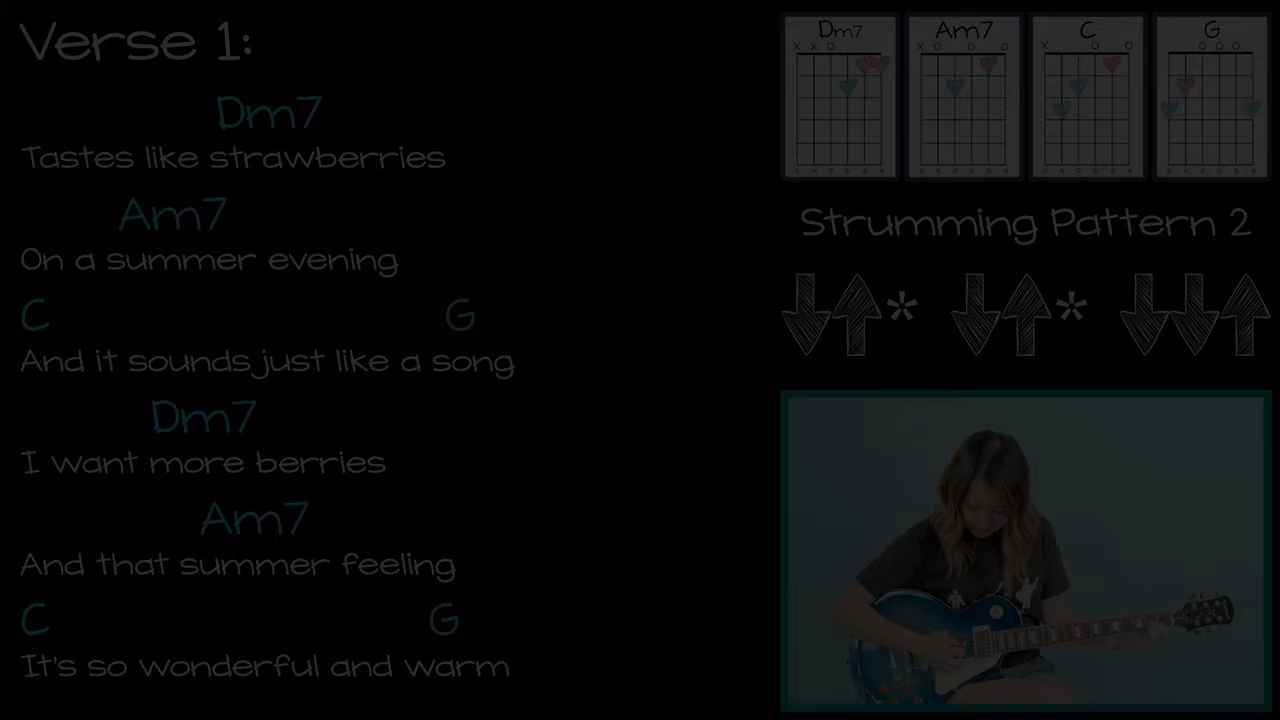 Verse 1:
Dm7
Tastes like strawberries
Am7
On a summer evening
C G
And it sounds just like a song
Dm7
I want more berries
Am7
And that summer feeling
C G
It's so wonderful and warm
Dm7 Am7 C G
X X O X O O O X O O O O O
Strumming Pattern 2
* *